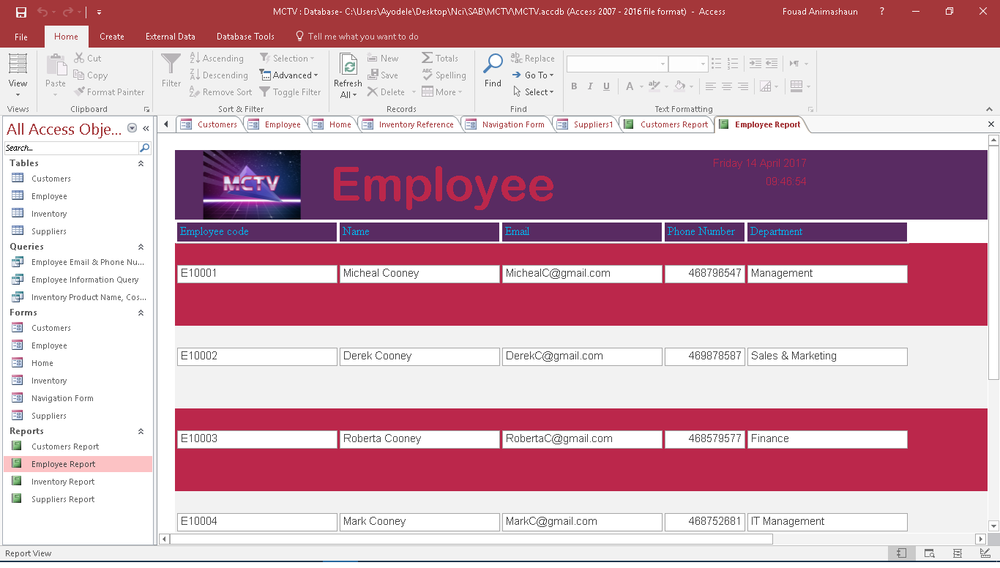 MCTV : Database- C:\Users\Ayodele\Desktop\Nci\SAB\MCTV\MCTV.accdb (Access 2007 - 2016 file format) - Access
Fouad Animashaun
?
File Home Create External Data Database Tools Tell me what you want to do
View
Views
Paste
Cut
Copy
Format Painter
Clipboard
Filter
Ascending
Descending
Remove Sort
Selection
Advanced
Toggle Filter
Sort & Filter
Refresh
All
New
Save
Delete
Totals
Spelling
More
Records
Find
Replace
Go To
Select
Find
B I U A
Text Formatting
All Access Obje...
Search...
Tables
Customers
Employee
Inventory
Suppliers
Queries
Employee Email & Phone Nu...
Employee Information Query
Inventory Product Name, Cos...
Forms
Customers
Employee
Home
Inventory
Navigation Form
Suppliers
Reports
Customers Report
Employee Report
Inventory Report
Suppliers Report
Customers Employee Home Inventory Reference Navigation Form Suppliers1 Customers Report Employee Report
MCTV
Employee
Friday 14 April 2017
09:46:54
Employee code Name Email Phone Number Department
E10001 Micheal Cooney MichealC@gmail.com 468796547 Management
E10002 Derek Cooney DerekC@gmail.com 469878587 Sales & Marketing
E10003 Roberta Cooney RobertaC@gmail.com 468579577 Finance
E10004 Mark Cooney MarkC@gmail.com 468752681 IT Management
Report View